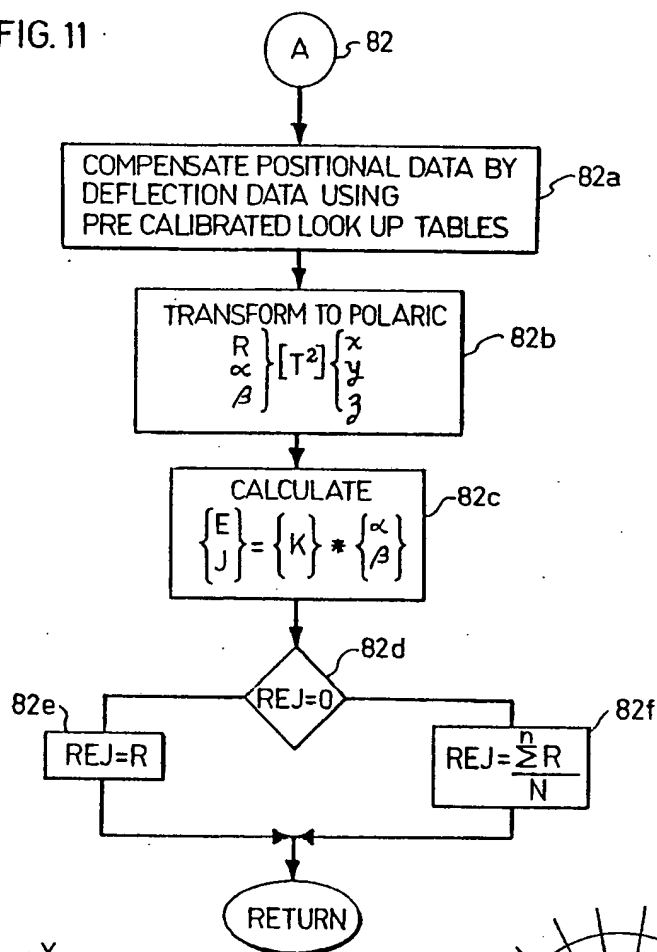 FIG. 11
A
82
COMPENSATE POSITIONAL DATA BY
DEFLECTION DATA USING
PRE CALIBRATED LOOK UP TABLES
82a
TRANSFORM TO POLARIC
R
α
β
[T²]
x
y
z
82b
CALCULATE
{E J} = {K} * {α β}
82c
82d
REJ=0
82e
REJ=R
82f
REJ= n Σ R
N
RETURN
X